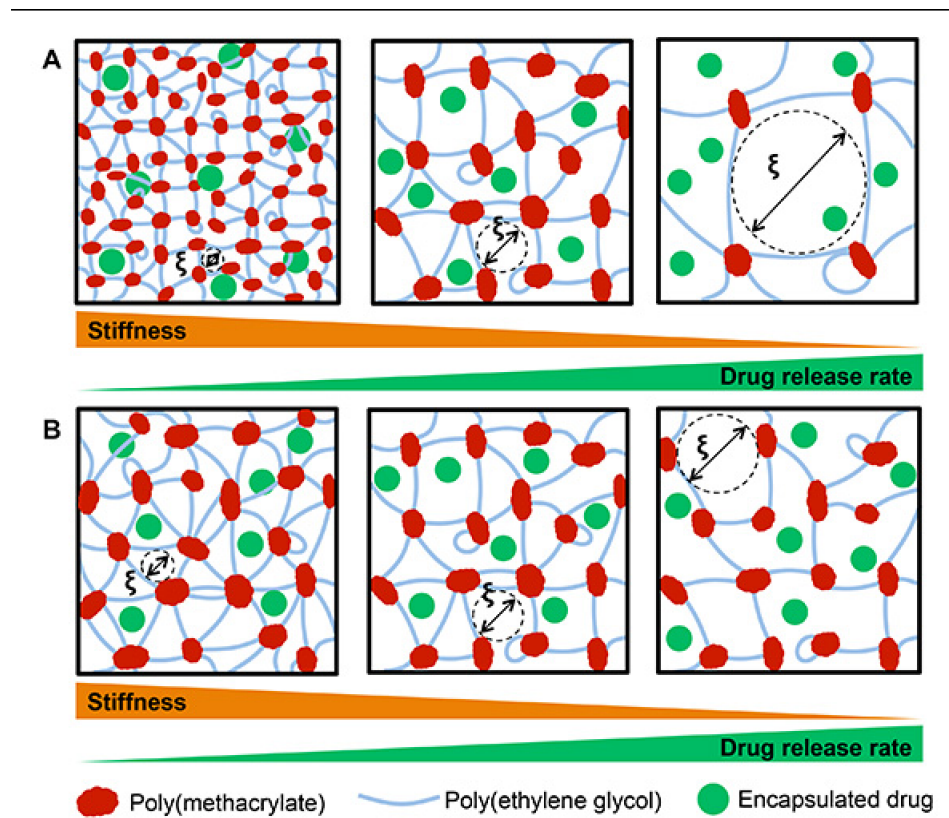 A
ξ
ξ
ξ
Stiffness
Drug release rate
B
ξ
ξ
ξ
Stiffness
Drug release rate
Poly(methacrylate) Poly(ethylene glycol) Encapsulated drug